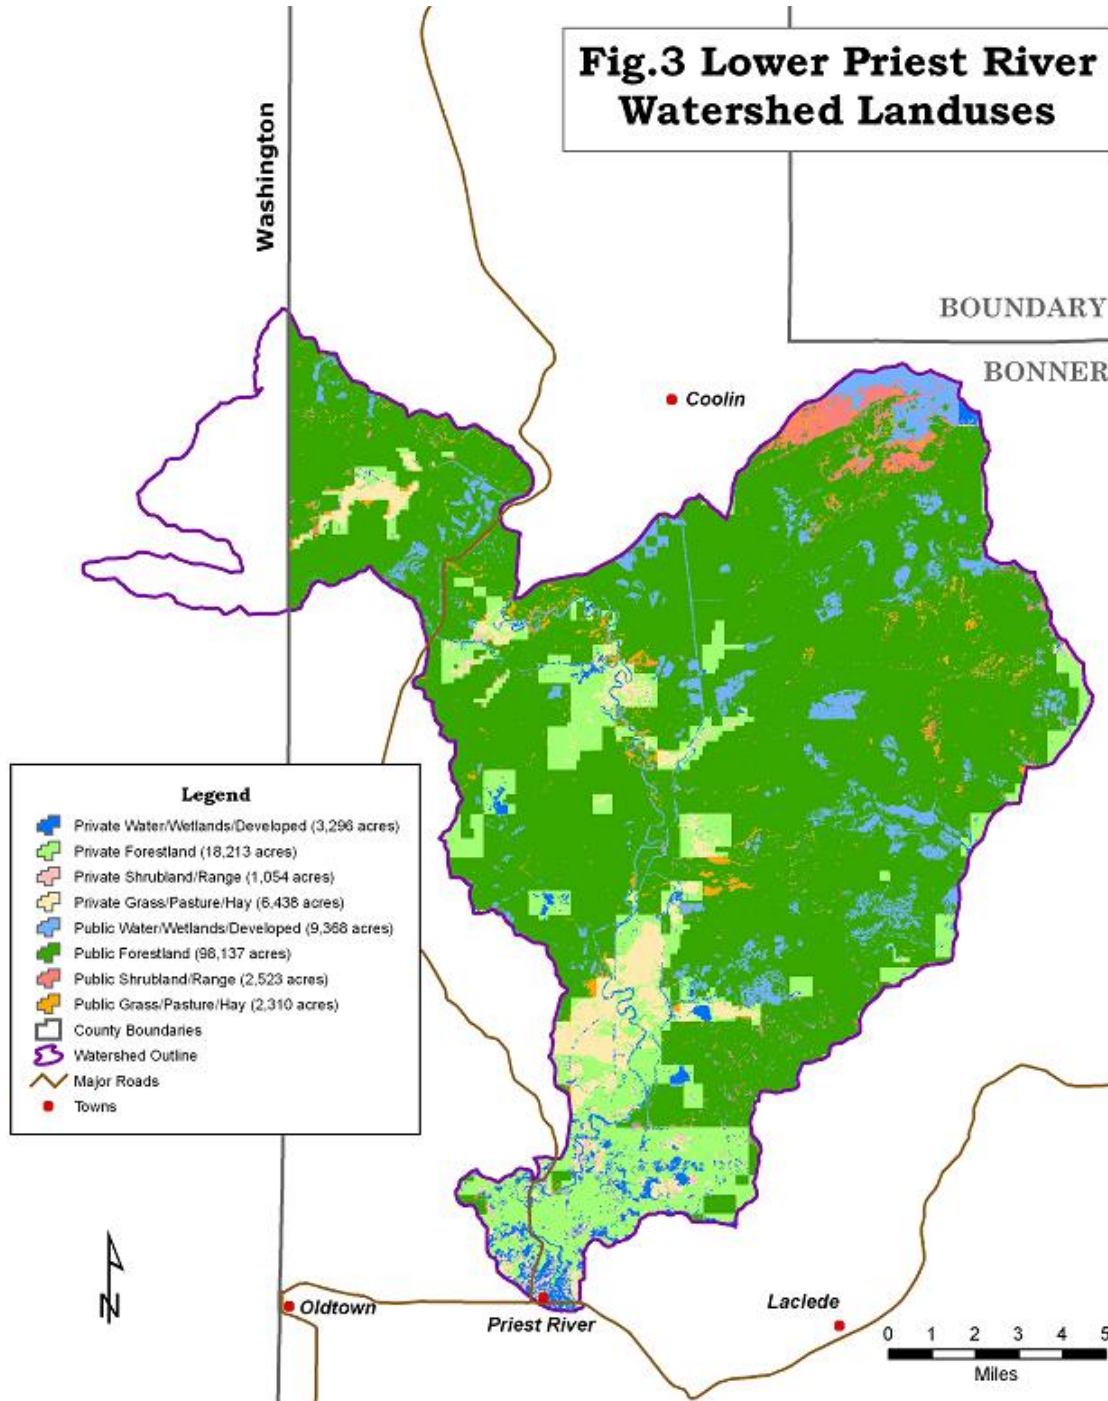 Fig.3 Lower Priest River
Watershed Landuses
Washington
BOUNDARY
BONNER
Coolin
Legend
Private Water/Wetlands/Developed (3,296 acres)
Private Forestland (18,213 acres)
Private Shrubland/Range (1,054 acres)
Private Grass/Pasture/Hay (6,438 acres)
Public Water/Wetlands/Developed (9,368 acres)
Public Forestland (98,137 acres)
Public Shrubland/Range (2,523 acres)
Public Grass/Pasture/Hay (2,310 acres)
County Boundaries
Watershed Outline
Major Roads
Towns
N
Oldtown
Priest River
Laclede
0 1 2 3 4 5
Miles